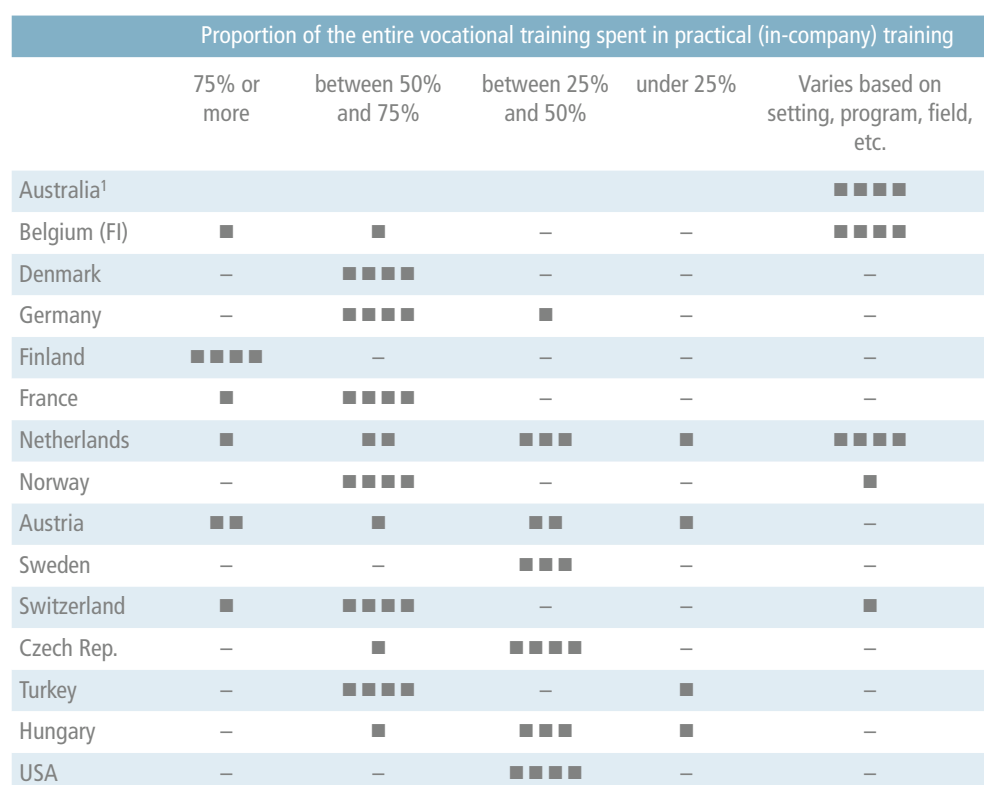 Proportion of the entire vocational training spent in practical (in-company) training
75% or more between 50% and 75% between 25% and 50% under 25% Varies based on setting, program, field, etc.
Australia¹ ■ ■ ■ ■
Belgium (Fl) ■ ■ – – ■ ■ ■ ■
Denmark – ■ ■ ■ ■ – – –
Germany – ■ ■ ■ ■ ■ – –
Finland ■ ■ ■ ■ – – – –
France ■ ■ ■ ■ ■ – – –
Netherlands ■ ■ ■ ■ ■ ■ ■ ■ ■ ■ ■
Norway – ■ ■ ■ ■ – – ■
Austria ■ ■ ■ ■ ■ ■ –
Sweden – – ■ ■ ■ – –
Switzerland ■ ■ ■ ■ ■ – – ■
Czech Rep. – ■ ■ ■ ■ ■ – –
Turkey – ■ ■ ■ ■ – ■ –
Hungary – ■ ■ ■ ■ ■ –
USA – – ■ ■ ■ ■ – –